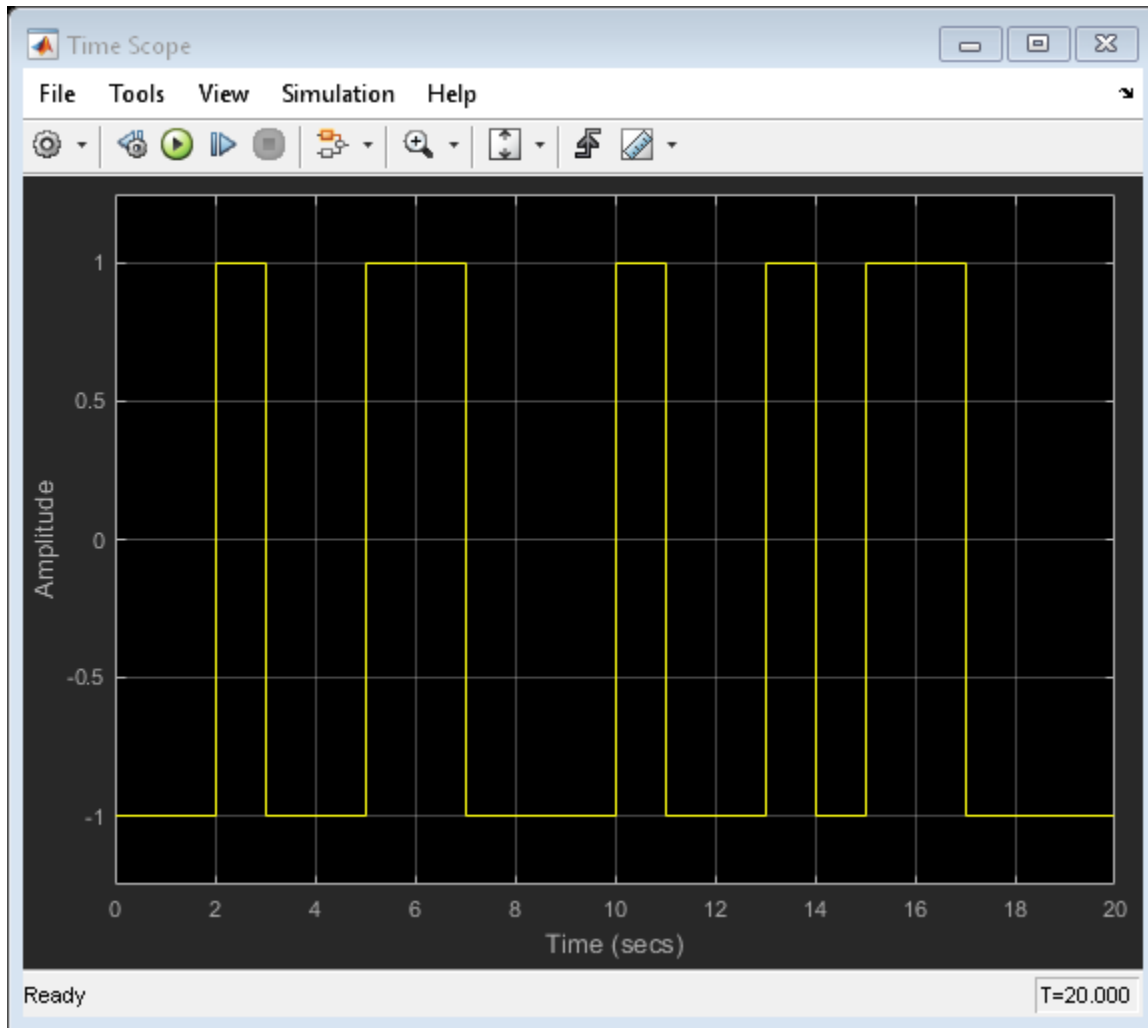 Time Scope
File Tools View Simulation Help
1
0.5
0
-0.5
-1
Amplitude
0 2 4 6 8 10 12 14 16 18 20
Time (secs)
Ready T=20.000